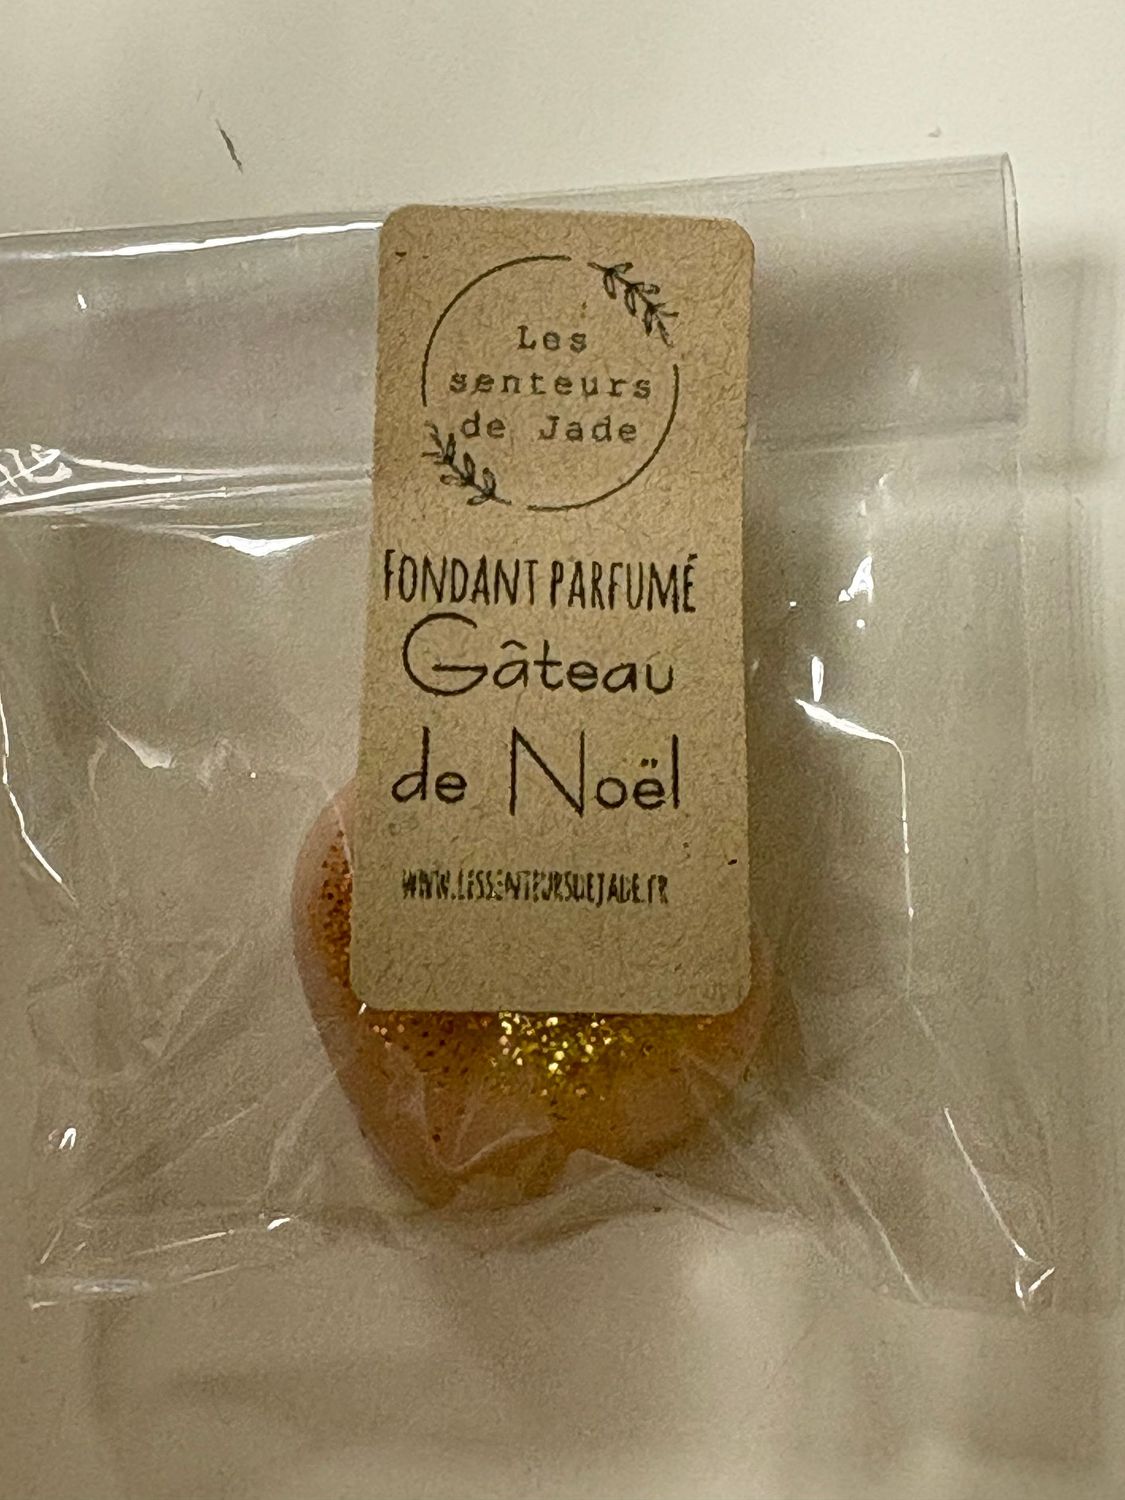 Les
senteurs
de Jade
FONDANT PARFUMÉ
Gâteau
de Noël
WWW.LESSENTEURSDEJADE.FR